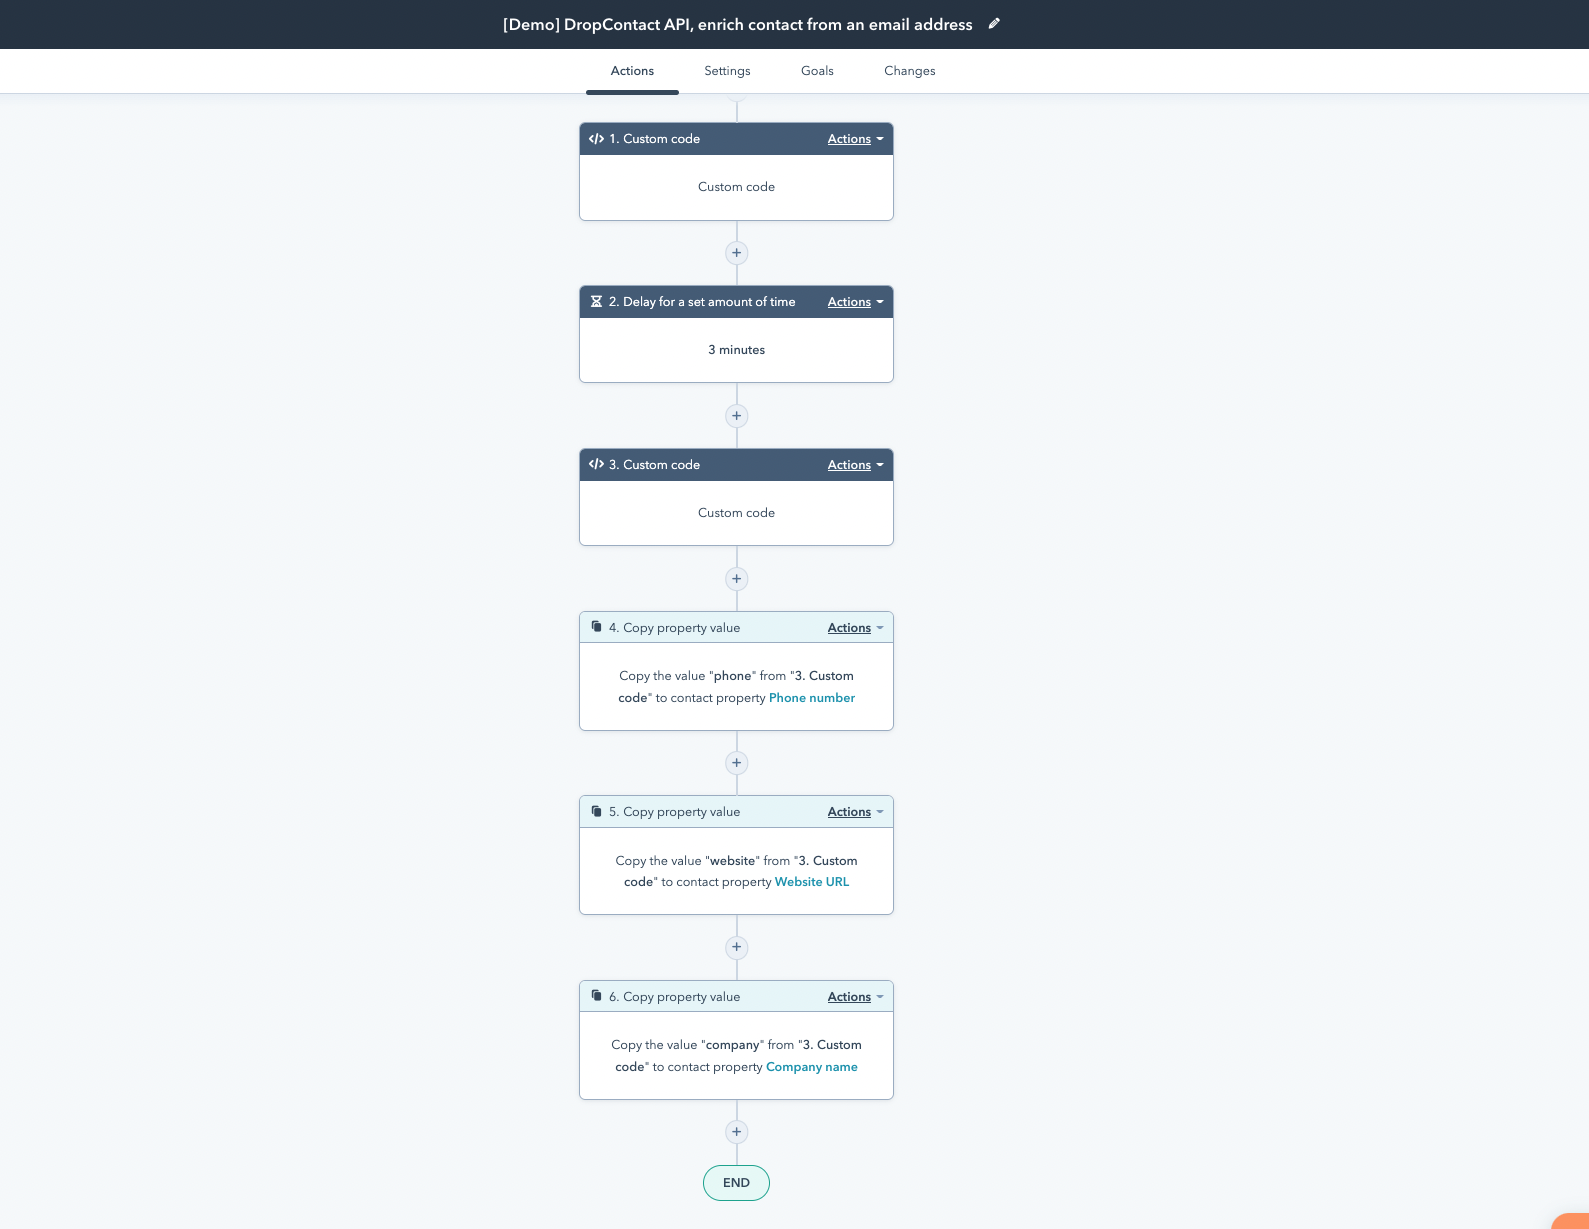 [Demo] DropContact API, enrich contact from an email address
Actions Settings Goals Changes
1. Custom code Actions
Custom code
+
2. Delay for a set amount of time Actions
3 minutes
+
3. Custom code Actions
Custom code
+
4. Copy property value Actions
Copy the value "phone" from "3. Custom
code" to contact property Phone number
+
5. Copy property value Actions
Copy the value "website" from "3. Custom
code" to contact property Website URL
+
6. Copy property value Actions
Copy the value "company" from "3. Custom
code" to contact property Company name
+
END